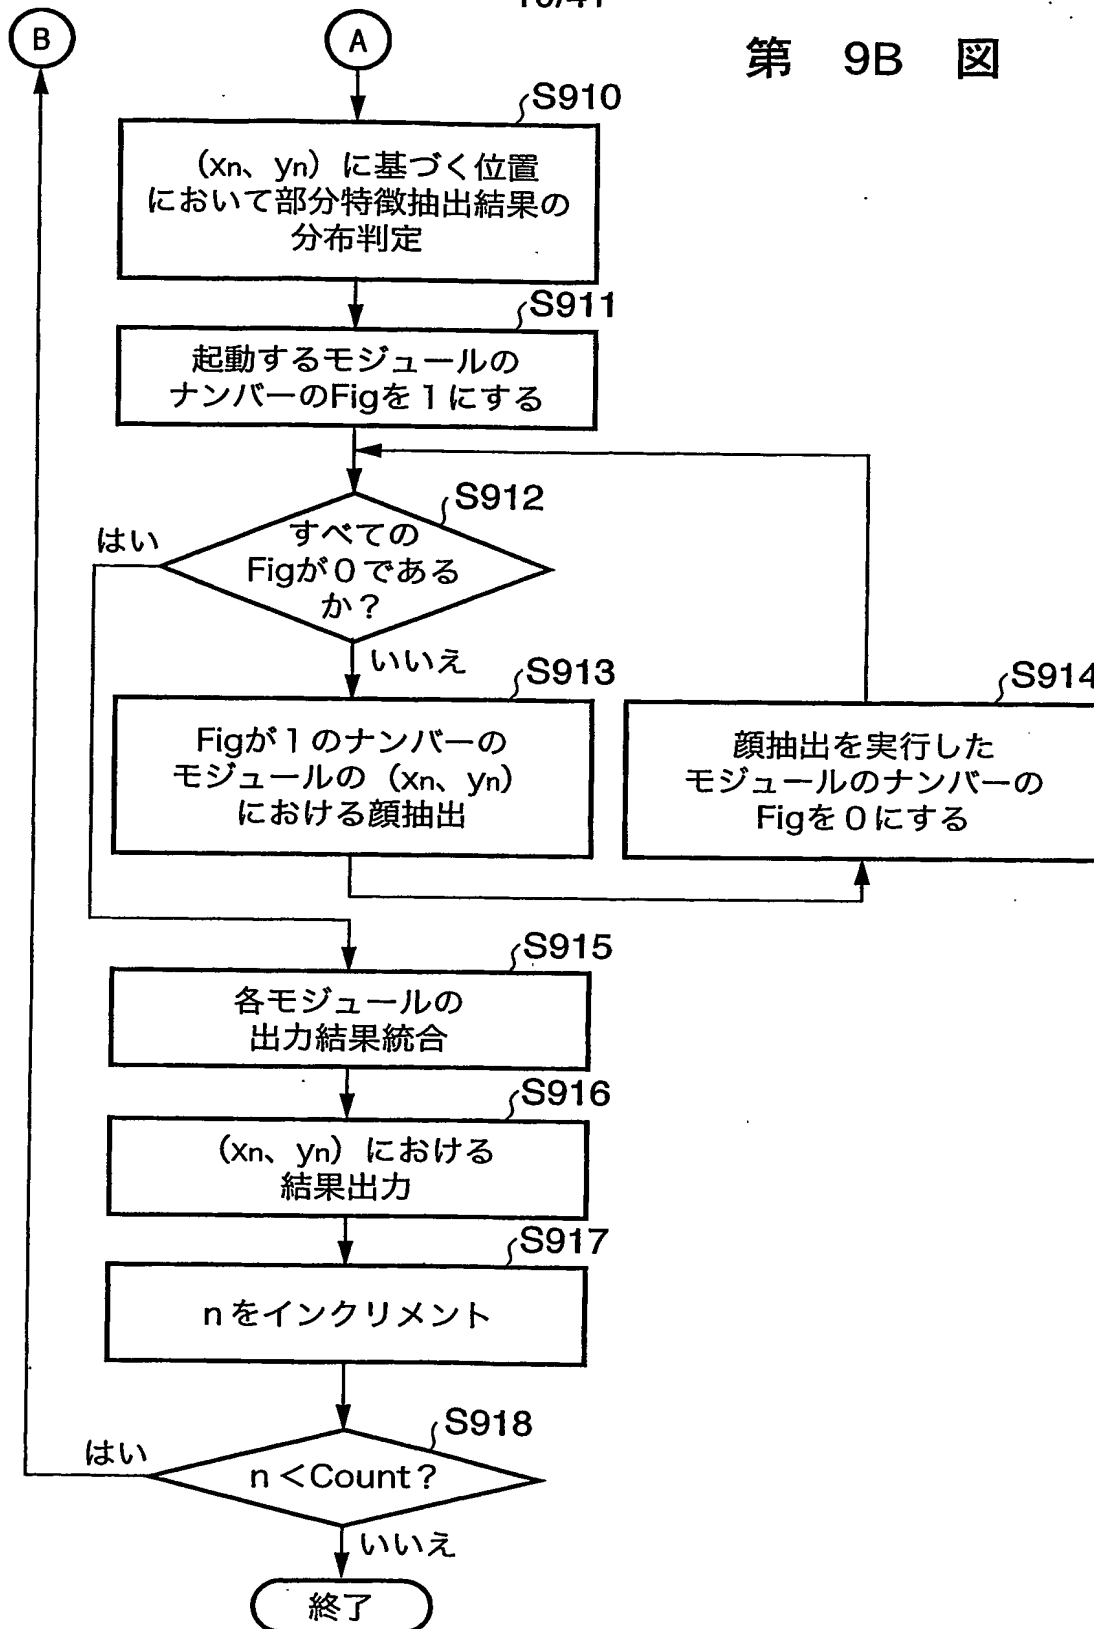 B
A
第 9B 図
S910
(xn、yn)に基づく位置
において部分特徴抽出結果の
分布判定
S911
起動するモジュールの
ナンバーのFigを1にする
S912
はい
すべての
Figが0である
か?
いいえ
S913
Figが1のナンバーの
モジュールの(xn、yn)
における顔抽出
S914
顔抽出を実行した
モジュールのナンバーの
Figを0にする
S915
各モジュールの
出力結果統合
S916
(xn、yn)における
結果出力
S917
nをインクリメント
S918
はい
n<Count?
いいえ
終了